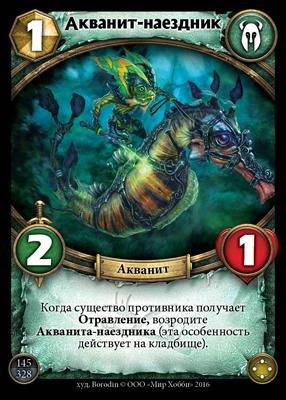 1
Акванит-наездник
2
Акванит
1
Когда существо противника получает
Отравление, возродите
Акванита-наездника (эта особенность
действует на кладбище).
145
328
худ. Borodin © ООО «Мир Хобби» 2016